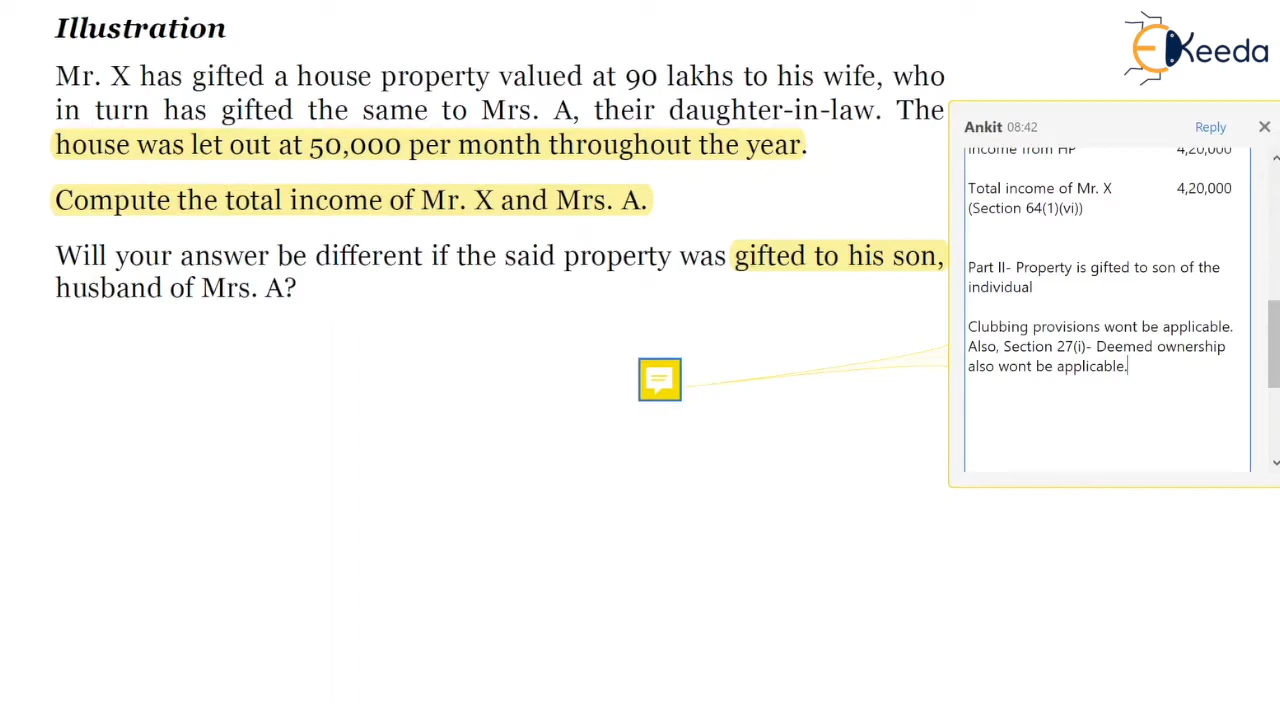 Illustration
Mr. X has gifted a house property valued at 90 lakhs to his wife, who
in turn has gifted the same to Mrs. A, their daughter-in-law. The
house was let out at 50,000 per month throughout the year.
Compute the total income of Mr. X and Mrs. A.
Will your answer be different if the said property was gifted to his son,
husband of Mrs. A?
EKeeda
Ankit 08:42 Reply
Income from HP 4,20,000
Total income of Mr. X 4,20,000
(Section 64(1)(vi))
Part II- Property is gifted to son of the
individual
Clubbing provisions wont be applicable.
Also, Section 27(i)- Deemed ownership
also wont be applicable.